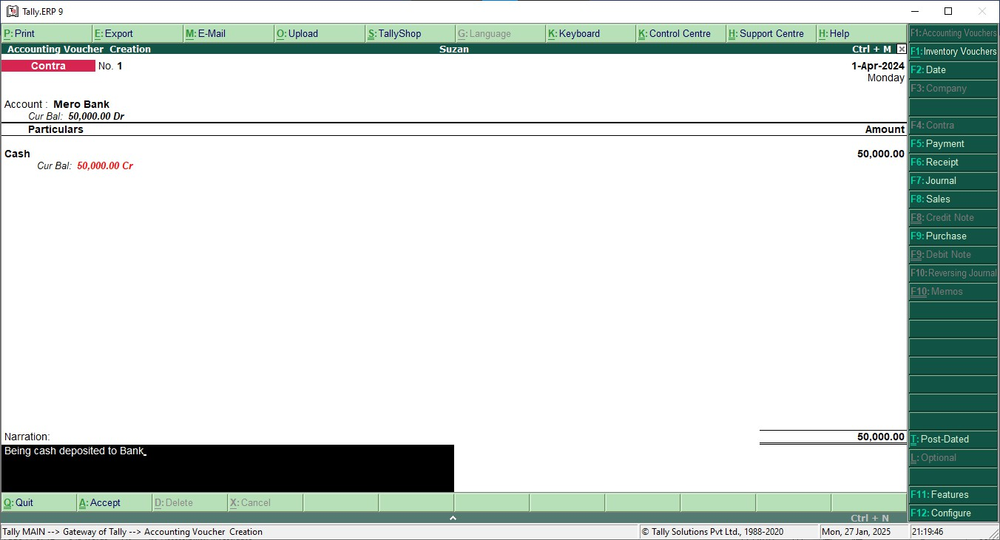 Tally.ERP 9
P: Print E: Export M: E-Mail O: Upload S: TallyShop G: Language K: Keyboard K: Control Centre H: Support Centre H: Help
F1: Accounting Vouchers
Accounting Voucher Creation Suzan Ctrl + M
F1: Inventory Vouchers
Contra No. 1 1-Apr-2024
F2: Date
Monday
F3: Company
Account : Mero Bank
Cur Bal: 50,000.00 Dr
F4: Contra
Particulars Amount
F5: Payment
Cash 50,000.00
F6: Receipt
Cur Bal: 50,000.00 Cr
F7: Journal
F8: Sales
F8: Credit Note
F9: Purchase
F9: Debit Note
F10: Reversing Journal
F10: Memos
Narration: 50,000.00
T: Post-Dated
Being cash deposited to Bank
L: Optional
F11: Features
Q: Quit A: Accept D: Delete X: Cancel
F12: Configure
Ctrl + N
Tally MAIN --> Gateway of Tally --> Accounting Voucher Creation © Tally Solutions Pvt Ltd., 1988-2020 Mon, 27 Jan, 2025 21:19:46